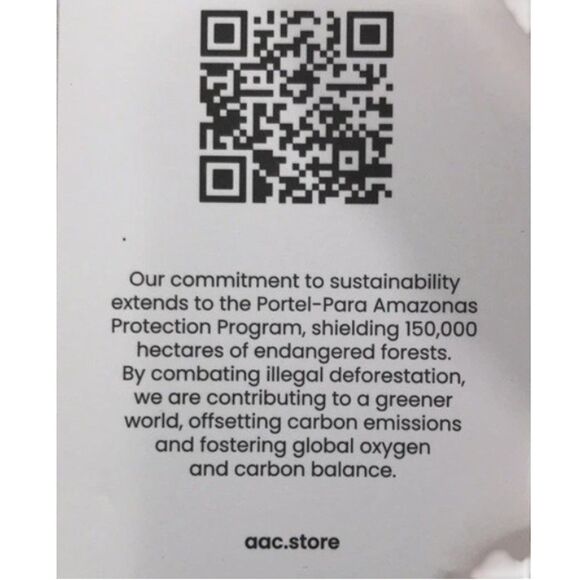 Our commitment to sustainability
extends to the Portel-Para Amazonas
Protection Program, shielding 150,000
hectares of endangered forests.
By combating illegal deforestation,
we are contributing to a greener
world, offsetting carbon emissions
and fostering global oxygen
and carbon balance.
aac.store